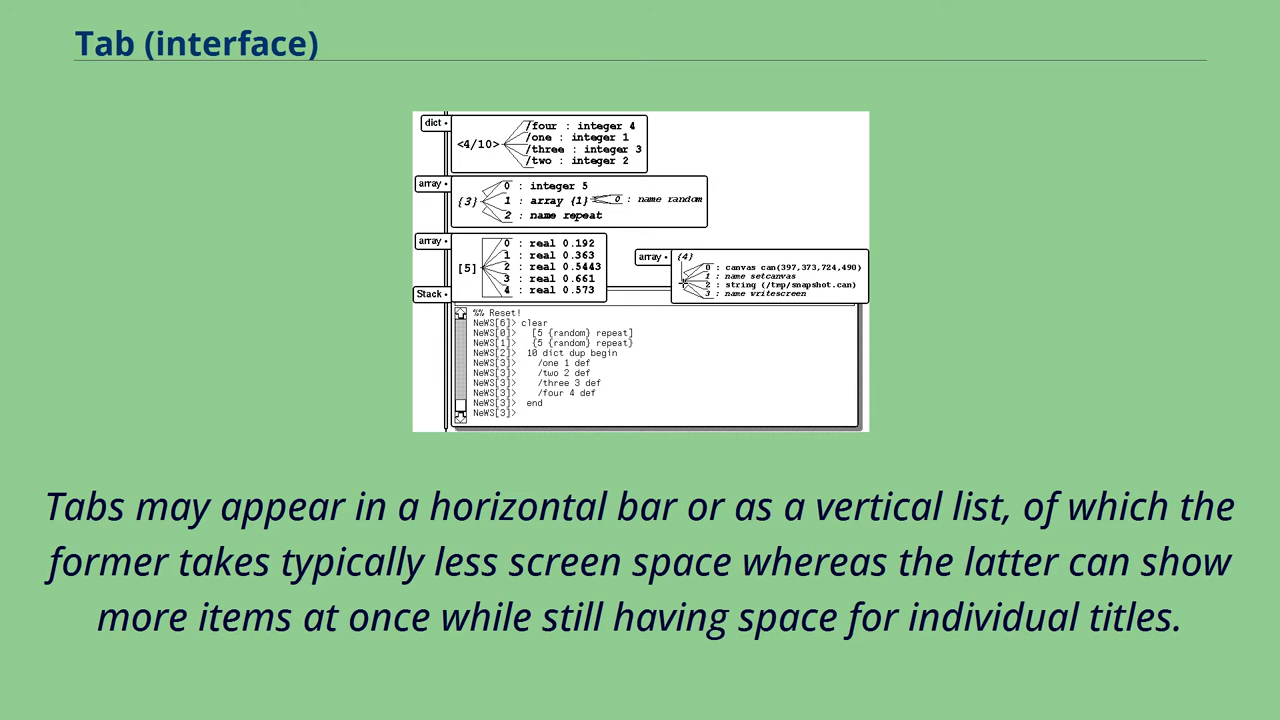 Tab (interface)
dict •
<4/10>
/four : integer 4
/one : integer 1
/three : integer 3
/two : integer 2
array •
{3}
0 : integer 5
1 : array {1}
0 : name random
2 : name repeat
array •
[5]
0 : real 0.192
1 : real 0.363
2 : real 0.5443
3 : real 0.661
4 : real 0.573
array •
{4}
0 : canvas can(397,373,724,490)
1 : name setcanvas
2 : string (/tmp/snapshot.can)
3 : name writescreen
Stack •
%% Reset!
NeWS[6]> clear
NeWS[0]> [5 {random} repeat]
NeWS[1]> {5 {random} repeat}
NeWS[2]> 10 dict dup begin
NeWS[3]> /one 1 def
NeWS[3]> /two 2 def
NeWS[3]> /three 3 def
NeWS[3]> /four 4 def
NeWS[3]> end
NeWS[3]>
Tabs may appear in a horizontal bar or as a vertical list, of which the
former takes typically less screen space whereas the latter can show
more items at once while still having space for individual titles.